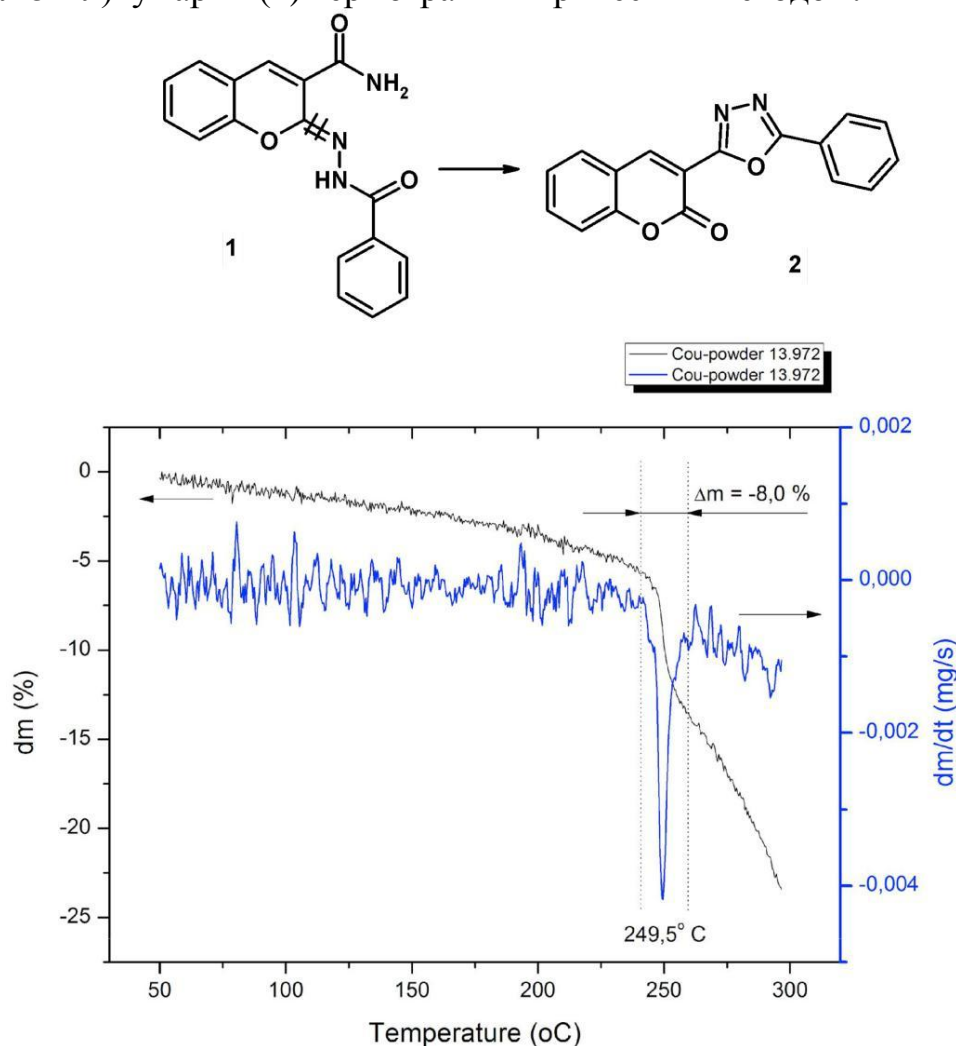 O
NH₂
N N
O N
O
HN O
O O
1
2
Cou-powder 13.972
Cou-powder 13.972
0,002
0
Δm = -8,0 %
-5
0,000
-10
-0,002
-15
-20
-0,004
-25
249,5° C
50 100 150 200 250 300
dm (%)
dm/dt (mg/s)
Temperature (oC)